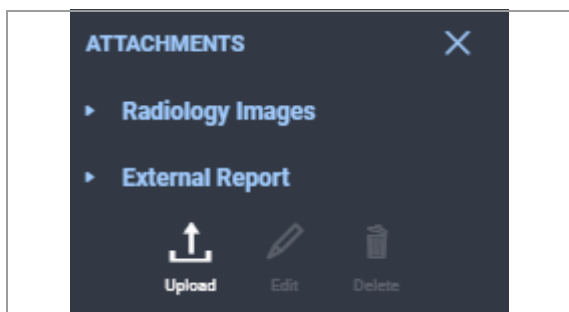 ATTACHMENTS
Radiology Images
External Report
Upload Edit Delete